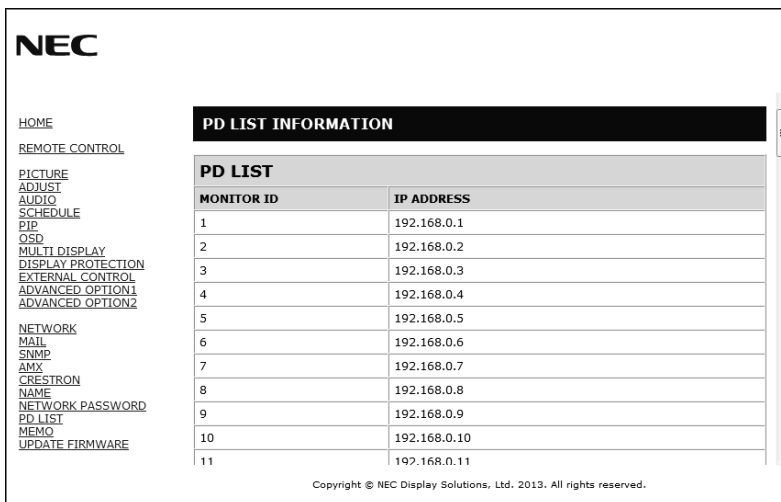 NEC
HOME
REMOTE CONTROL
PICTURE
ADJUST
AUDIO
SCHEDULE
PIP
OSD
MULTI DISPLAY
DISPLAY PROTECTION
EXTERNAL CONTROL
ADVANCED OPTION1
ADVANCED OPTION2
NETWORK
MAIL
SNMP
AMX
CRESTRON
NAME
NETWORK PASSWORD
PD LIST
MEMO
UPDATE FIRMWARE
PD LIST INFORMATION
PD LIST
MONITOR ID IP ADDRESS
1 192.168.0.1
2 192.168.0.2
3 192.168.0.3
4 192.168.0.4
5 192.168.0.5
6 192.168.0.6
7 192.168.0.7
8 192.168.0.8
9 192.168.0.9
10 192.168.0.10
11 192.168.0.11
Copyright © NEC Display Solutions, Ltd. 2013. All rights reserved.